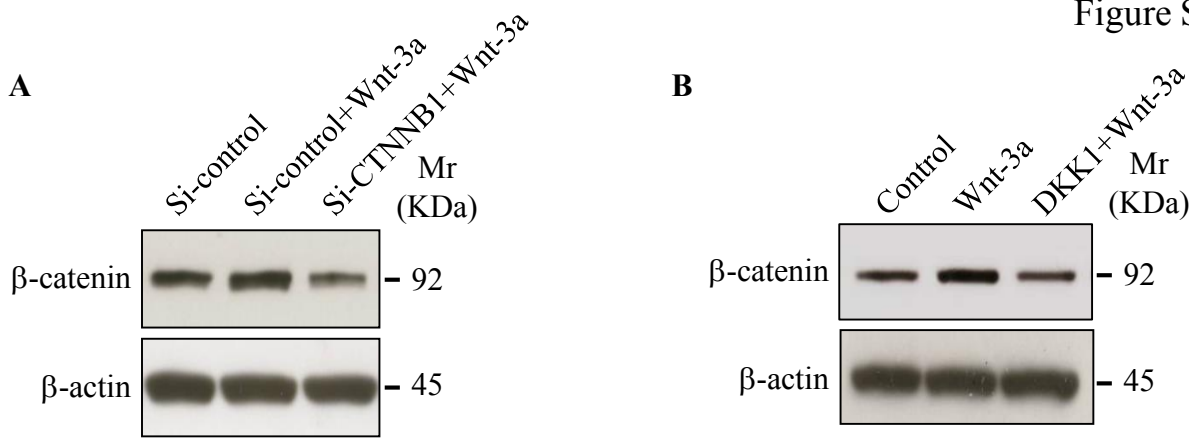 Figure S
A
Si-control
Si-control+Wnt-3a
Si-CTNNB1+Wnt-3a
Mr
(KDa)
β-catenin
- 92
β-actin
- 45
B
Control
Wnt-3a
DKK1+Wnt-3a
Mr
(KDa)
β-catenin
- 92
β-actin
- 45